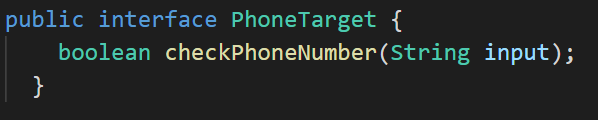 public interface PhoneTarget {
    boolean checkPhoneNumber(String input);
  }